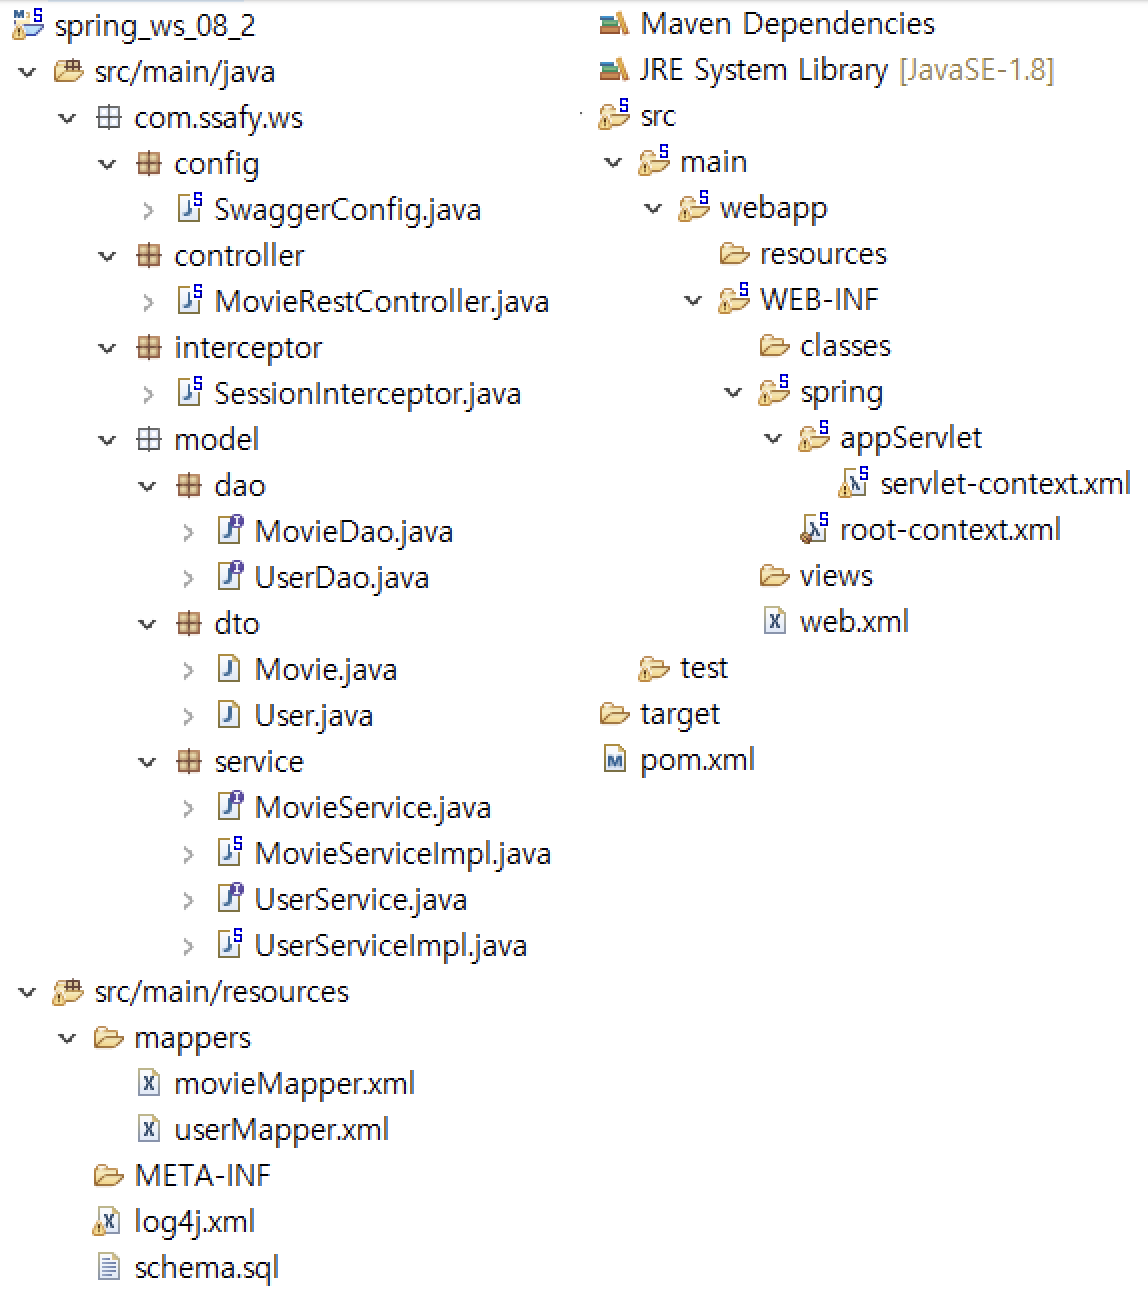 spring_ws_08_2
src/main/java
com.ssafy.ws
config
SwaggerConfig.java
controller
MovieRestController.java
interceptor
SessionInterceptor.java
model
dao
MovieDao.java
UserDao.java
dto
Movie.java
User.java
service
MovieService.java
MovieServiceImpl.java
UserService.java
UserServiceImpl.java
src/main/resources
mappers
movieMapper.xml
userMapper.xml
META-INF
log4j.xml
schema.sql
Maven Dependencies
JRE System Library [JavaSE-1.8]
src
main
webapp
resources
WEB-INF
classes
spring
appServlet
servlet-context.xml
root-context.xml
views
web.xml
test
target
pom.xml